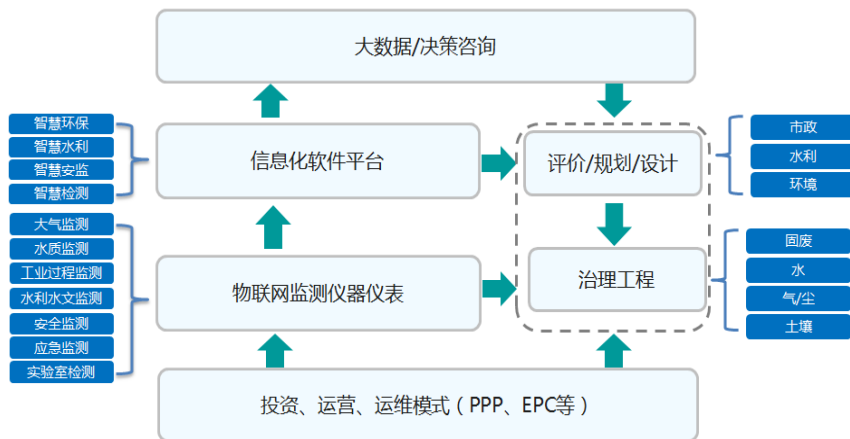 大数据/决策咨询
智慧环保
智慧水利
智慧安监
智慧检测
信息化软件平台
评价/规划/设计
市政
水利
环境
大气监测
水质监测
工业过程监测
水利水文监测
安全监测
应急监测
实验室检测
物联网监测仪器仪表
治理工程
固废
水
气/尘
土壤
投资、运营、运维模式（PPP、EPC等）